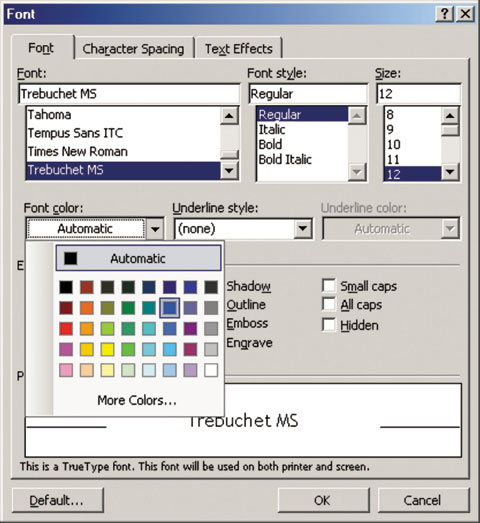 Font
Font Character Spacing Text Effects
Font: Font style: Size:
Trebuchet MS Regular 12
Tahoma Regular 8
Tempus Sans ITC Italic 9
Times New Roman Bold 10
Trebuchet MS Bold Italic 11
12
Font color: Underline style: Underline color:
Automatic (none) Automatic
Automatic
E
Shadow Small caps
Outline All caps
Emboss Hidden
Engrave
P
More Colors...
Trebuchet MS
This is a TrueType font. This font will be used on both printer and screen.
Default... OK Cancel